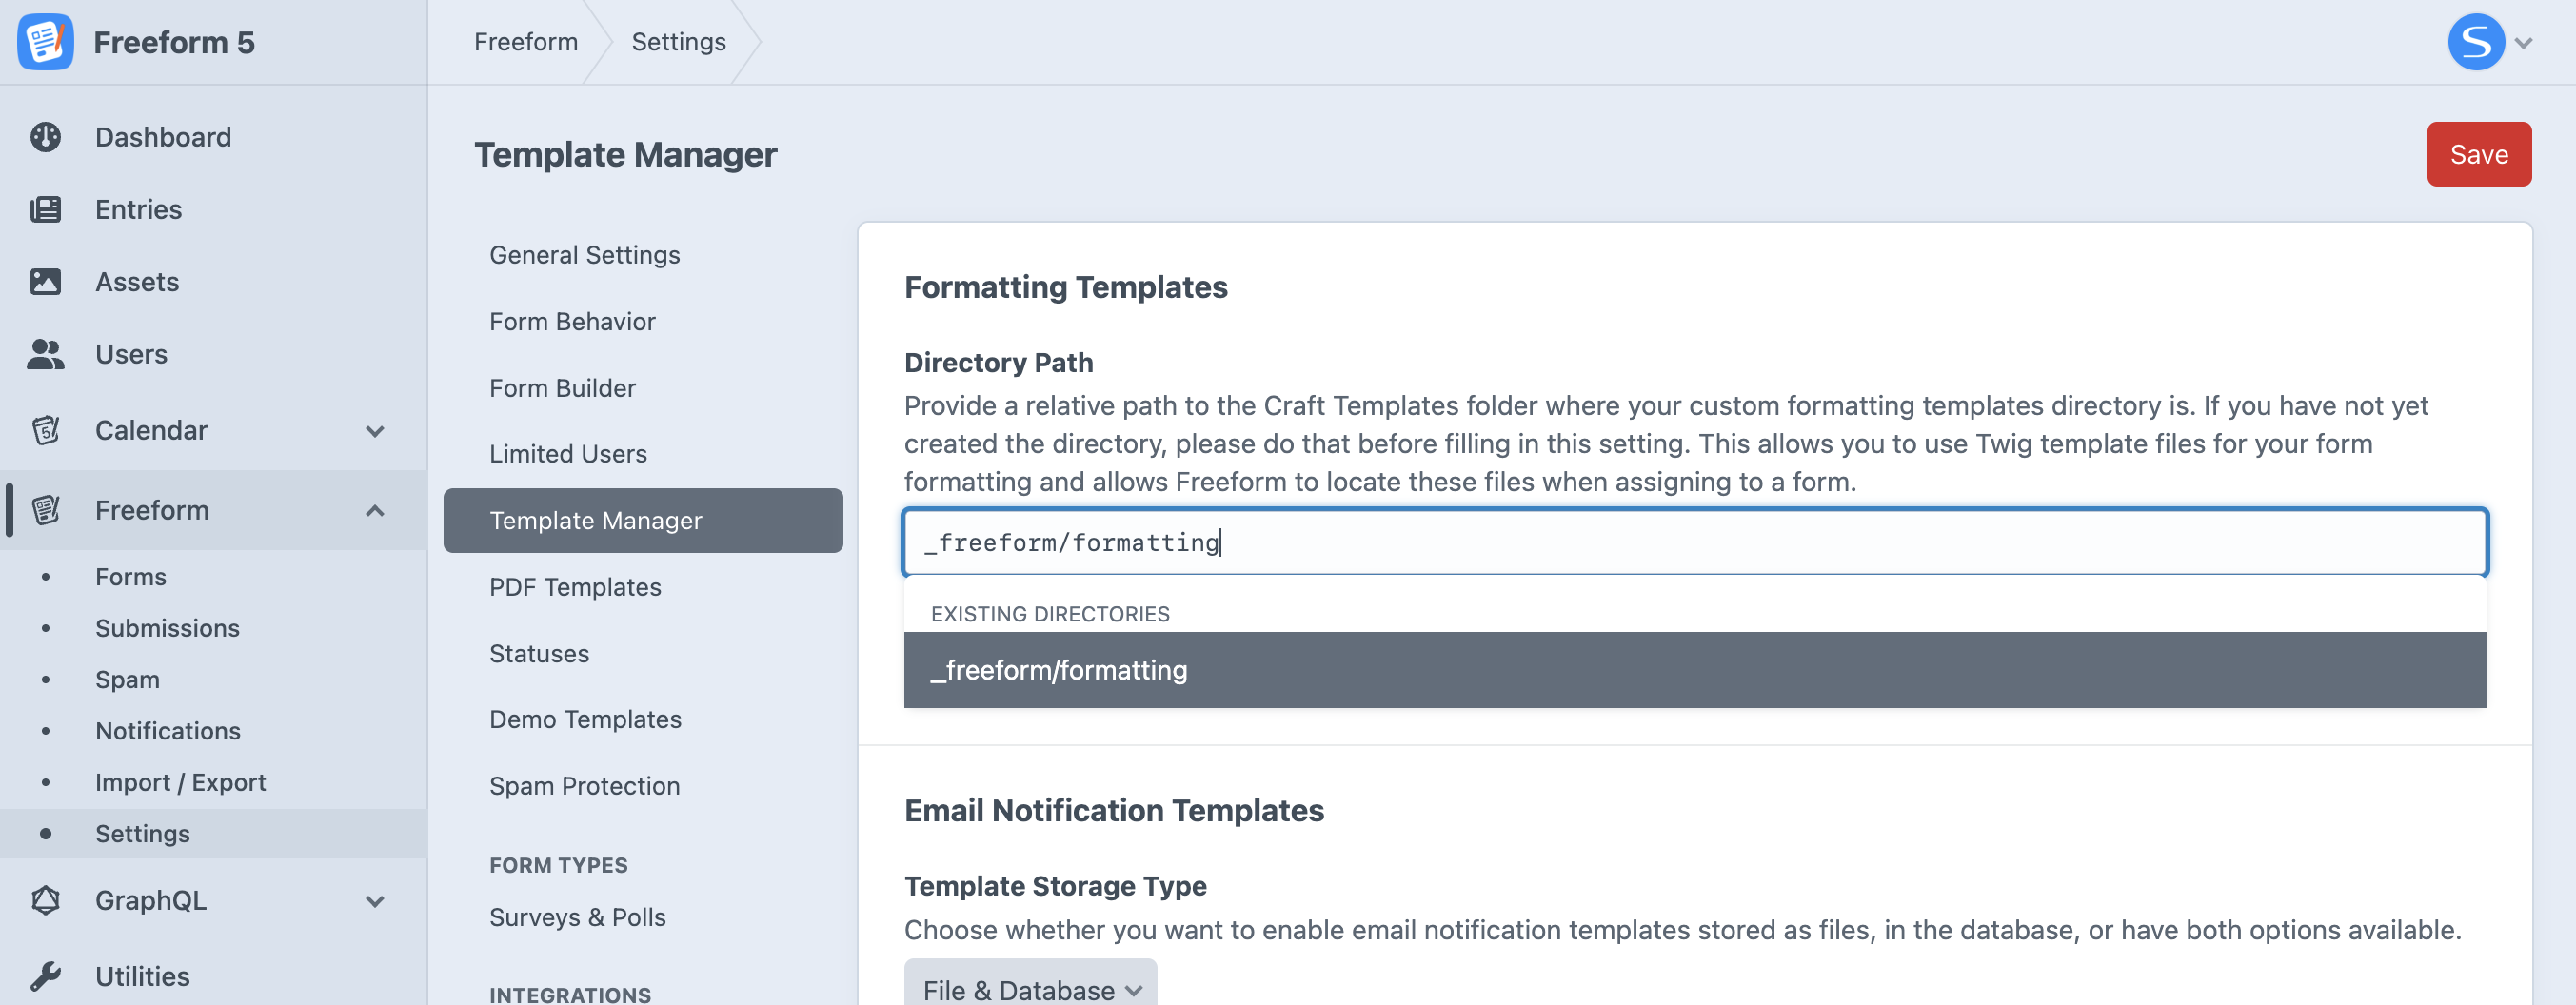 Freeform 5
Freeform
Settings
S
Dashboard
Entries
Assets
Users
Calendar
5
Freeform
Forms
Submissions
Spam
Notifications
Import / Export
Settings
GraphQL
Utilities
Template Manager
Save
General Settings
Form Behavior
Form Builder
Limited Users
Template Manager
PDF Templates
Statuses
Demo Templates
Spam Protection
FORM TYPES
Surveys & Polls
INTEGRATIONS
Formatting Templates
Directory Path
Provide a relative path to the Craft Templates folder where your custom formatting templates directory is. If you have not yet
created the directory, please do that before filling in this setting. This allows you to use Twig template files for your form
formatting and allows Freeform to locate these files when assigning to a form.
_freeform/formatting
EXISTING DIRECTORIES
_freeform/formatting
Email Notification Templates
Template Storage Type
Choose whether you want to enable email notification templates stored as files, in the database, or have both options available.
File & Database